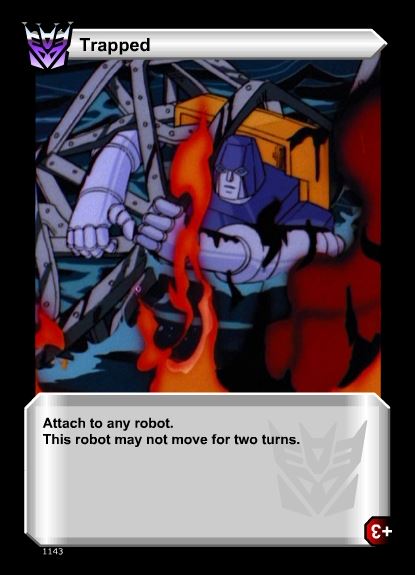 Trapped
Attach to any robot.
This robot may not move for two turns.
+3
1143